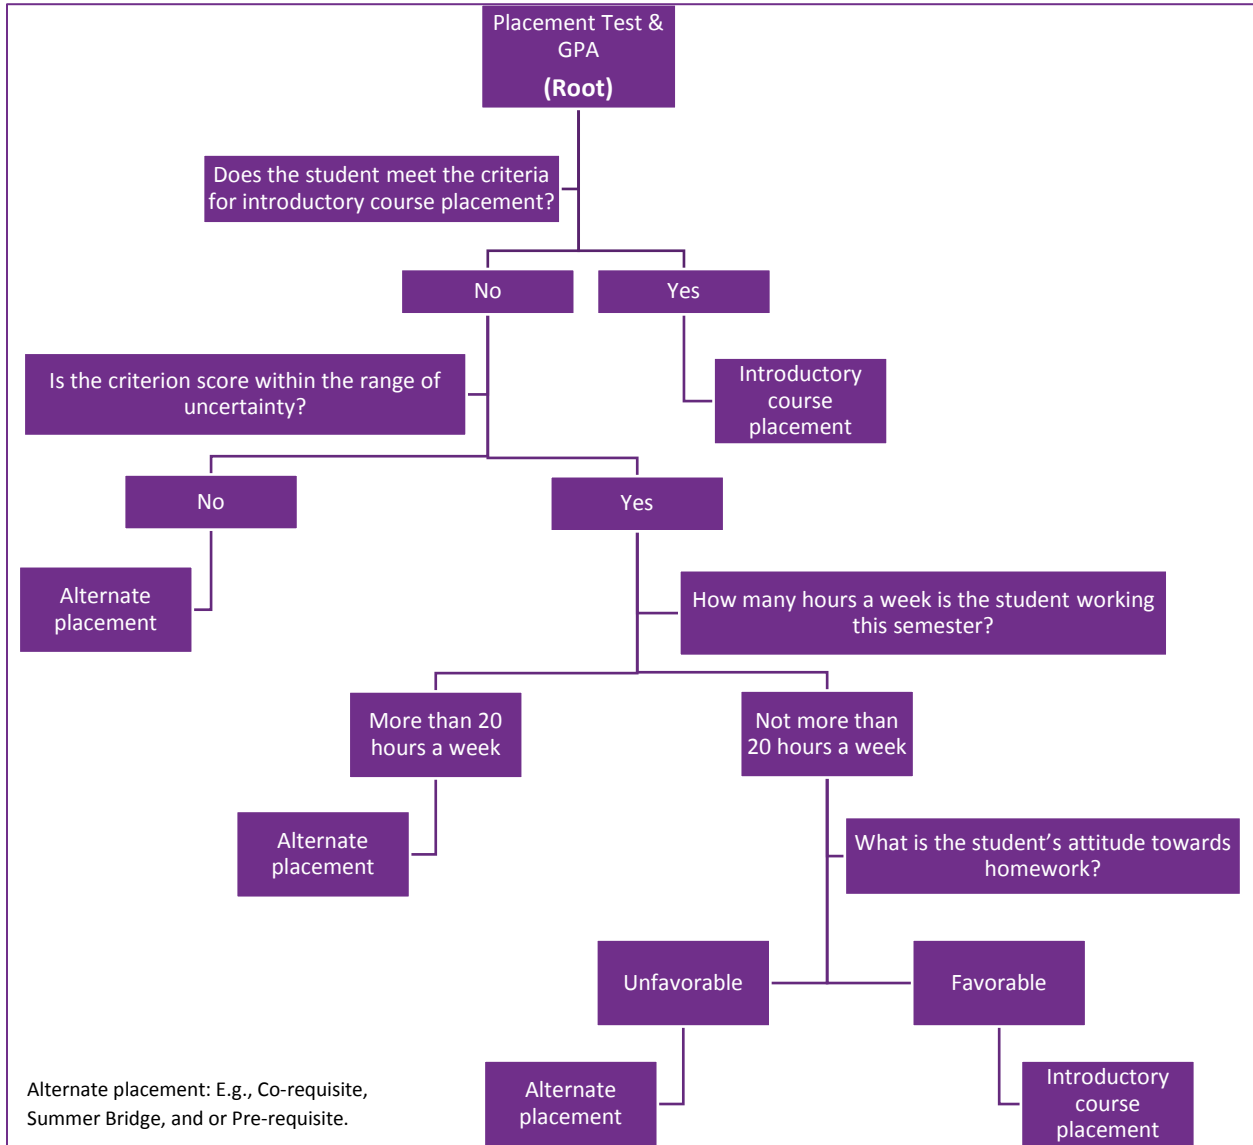 Placement Test &
GPA
(Root)
Does the student meet the criteria
for introductory course placement?
No
Yes
Is the criterion score within the range of
uncertainty?
Introductory
course
placement
No
Yes
Alternate
placement
How many hours a week is the student working
this semester?
More than 20
hours a week
Not more than
20 hours a week
Alternate
placement
What is the student’s attitude towards
homework?
Unfavorable
Favorable
Alternate
placement
Introductory
course
placement
Alternate placement: E.g., Co-requisite,
Summer Bridge, and or Pre-requisite.